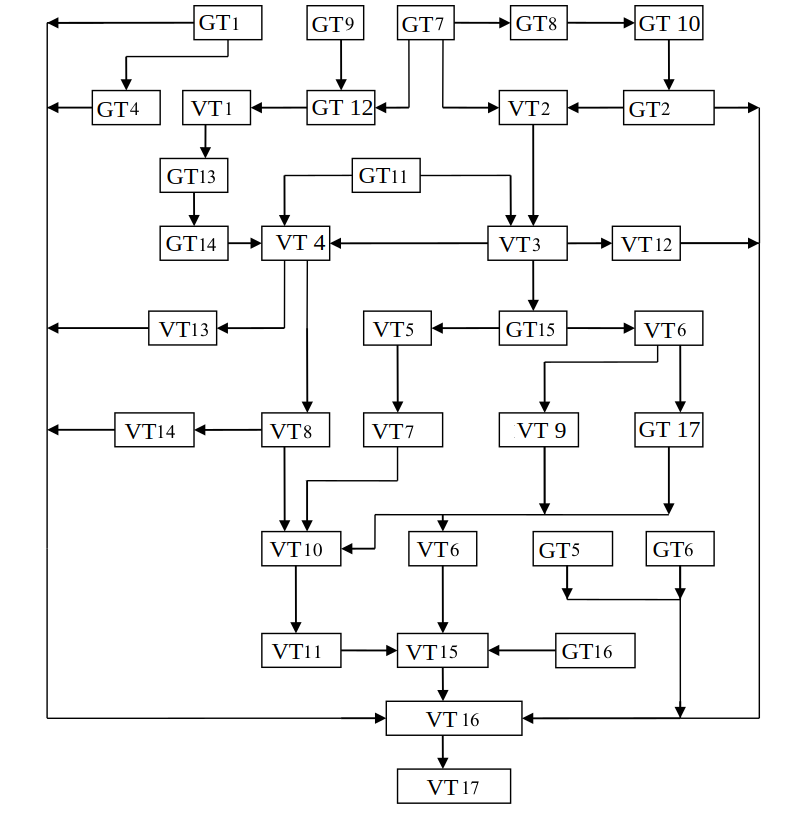 GT1 GT9 GT7 GT8 GT 10
GT4 VT1 GT 12 VT2 GT2
GT13 GT11
GT14 VT 4 VT3 VT12
VT13 VT5 GT15 VT6
VT14 VT8 VT7 VT 9 GT 17
VT10 VT6 GT5 GT6
VT11 VT15 GT16
VT 16
VT 17